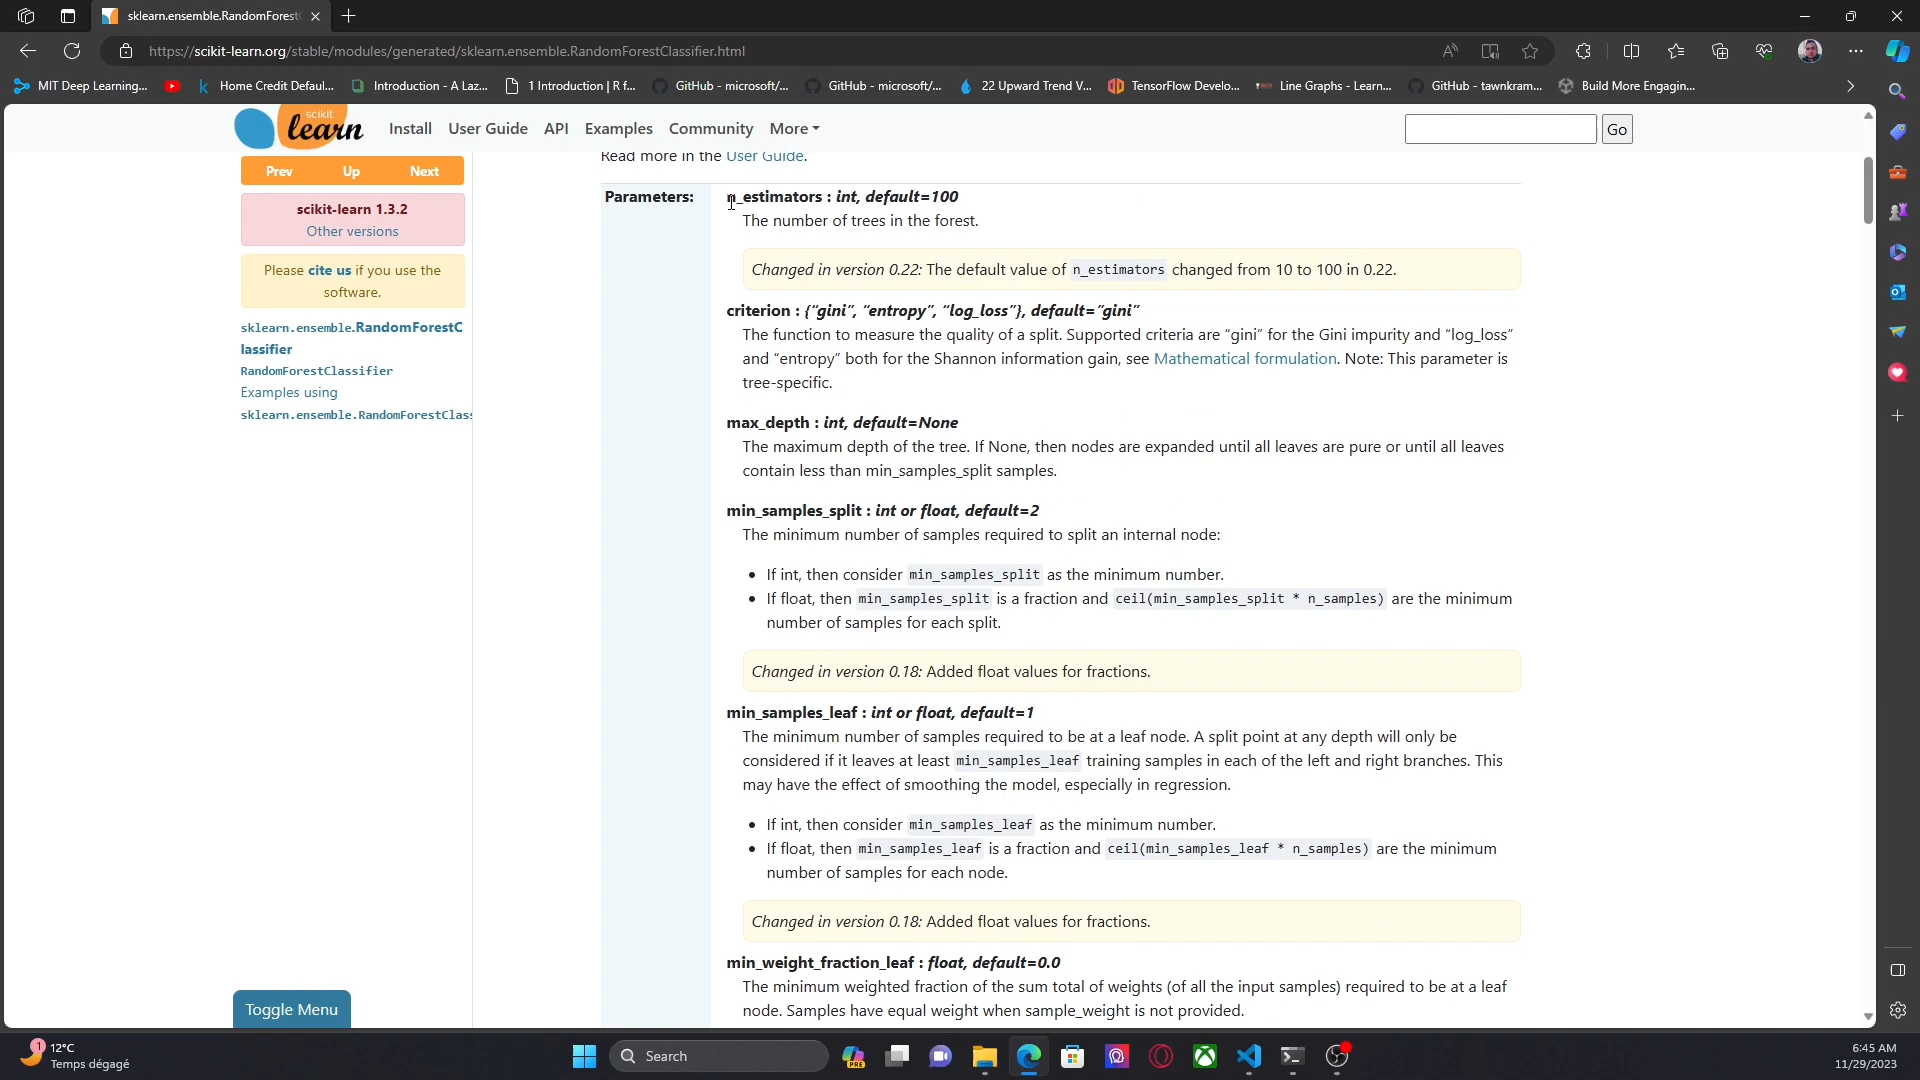 sklearn.ensemble.RandomForest
https://scikit-learn.org/stable/modules/generated/sklearn.ensemble.RandomForestClassifier.html
MIT Deep Learning...
Home Credit Defaul...
Introduction - A Laz...
1 Introduction | R f...
GitHub - microsoft/...
GitHub - microsoft/...
22 Upward Trend V...
TensorFlow Develo...
Line Graphs - Learn...
GitHub - tawnkram...
Build More Engagin...
scikit
learn
Install
User Guide
API
Examples
Community
More
Go
Prev
Up
Next
scikit-learn 1.3.2
Other versions
Please cite us if you use the
software.
sklearn.ensemble.RandomForestC
lassifier
RandomForestClassifier
Examples using
sklearn.ensemble.RandomForestClass
Toggle Menu
Read more in the User Guide.
Parameters:
n_estimators : int, default=100
The number of trees in the forest.
Changed in version 0.22: The default value of n_estimators changed from 10 to 100 in 0.22.
criterion : {“gini”, “entropy”, “log_loss”}, default=”gini”
The function to measure the quality of a split. Supported criteria are “gini” for the Gini impurity and “log_loss”
and “entropy” both for the Shannon information gain, see Mathematical formulation. Note: This parameter is
tree-specific.
max_depth : int, default=None
The maximum depth of the tree. If None, then nodes are expanded until all leaves are pure or until all leaves
contain less than min_samples_split samples.
min_samples_split : int or float, default=2
The minimum number of samples required to split an internal node:
• If int, then consider min_samples_split as the minimum number.
• If float, then min_samples_split is a fraction and ceil(min_samples_split * n_samples) are the minimum
number of samples for each split.
Changed in version 0.18: Added float values for fractions.
min_samples_leaf : int or float, default=1
The minimum number of samples required to be at a leaf node. A split point at any depth will only be
considered if it leaves at least min_samples_leaf training samples in each of the left and right branches. This
may have the effect of smoothing the model, especially in regression.
• If int, then consider min_samples_leaf as the minimum number.
• If float, then min_samples_leaf is a fraction and ceil(min_samples_leaf * n_samples) are the minimum
number of samples for each node.
Changed in version 0.18: Added float values for fractions.
min_weight_fraction_leaf : float, default=0.0
The minimum weighted fraction of the sum total of weights (of all the input samples) required to be at a leaf
node. Samples have equal weight when sample_weight is not provided.
1
12°C
Temps dégagé
Search
PRE
6:45 AM
11/29/2023